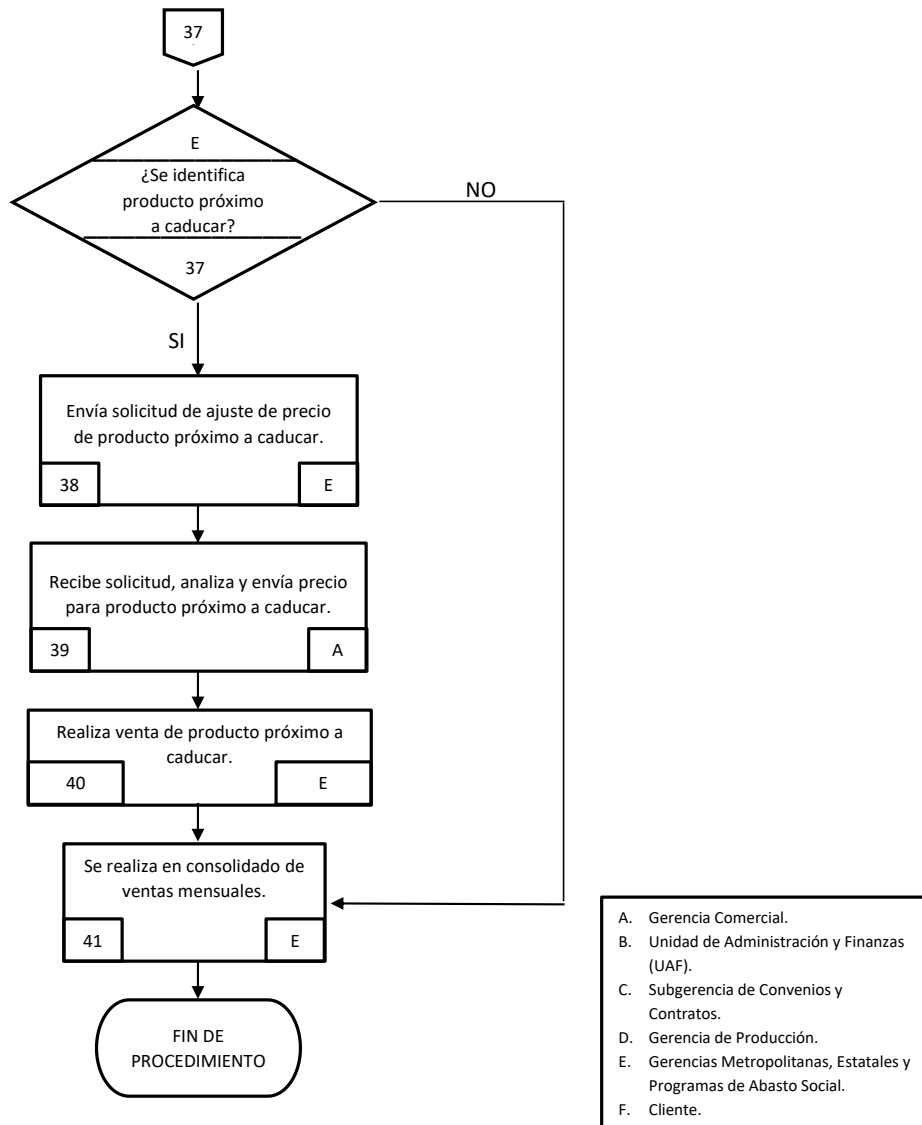 37
E
¿Se identifica
producto próximo
a caducar?
37
NO
SI
Envía solicitud de ajuste de precio
de producto próximo a caducar.
38
E
Recibe solicitud, analiza y envía precio
para producto próximo a caducar.
39
A
Realiza venta de producto próximo a
caducar.
40
E
Se realiza en consolidado de
ventas mensuales.
41
E
FIN DE
PROCEDIMIENTO
A. Gerencia Comercial.
B. Unidad de Administración y Finanzas
(UAF).
C. Subgerencia de Convenios y
Contratos.
D. Gerencia de Producción.
E. Gerencias Metropolitanas, Estatales y
Programas de Abasto Social.
F. Cliente.